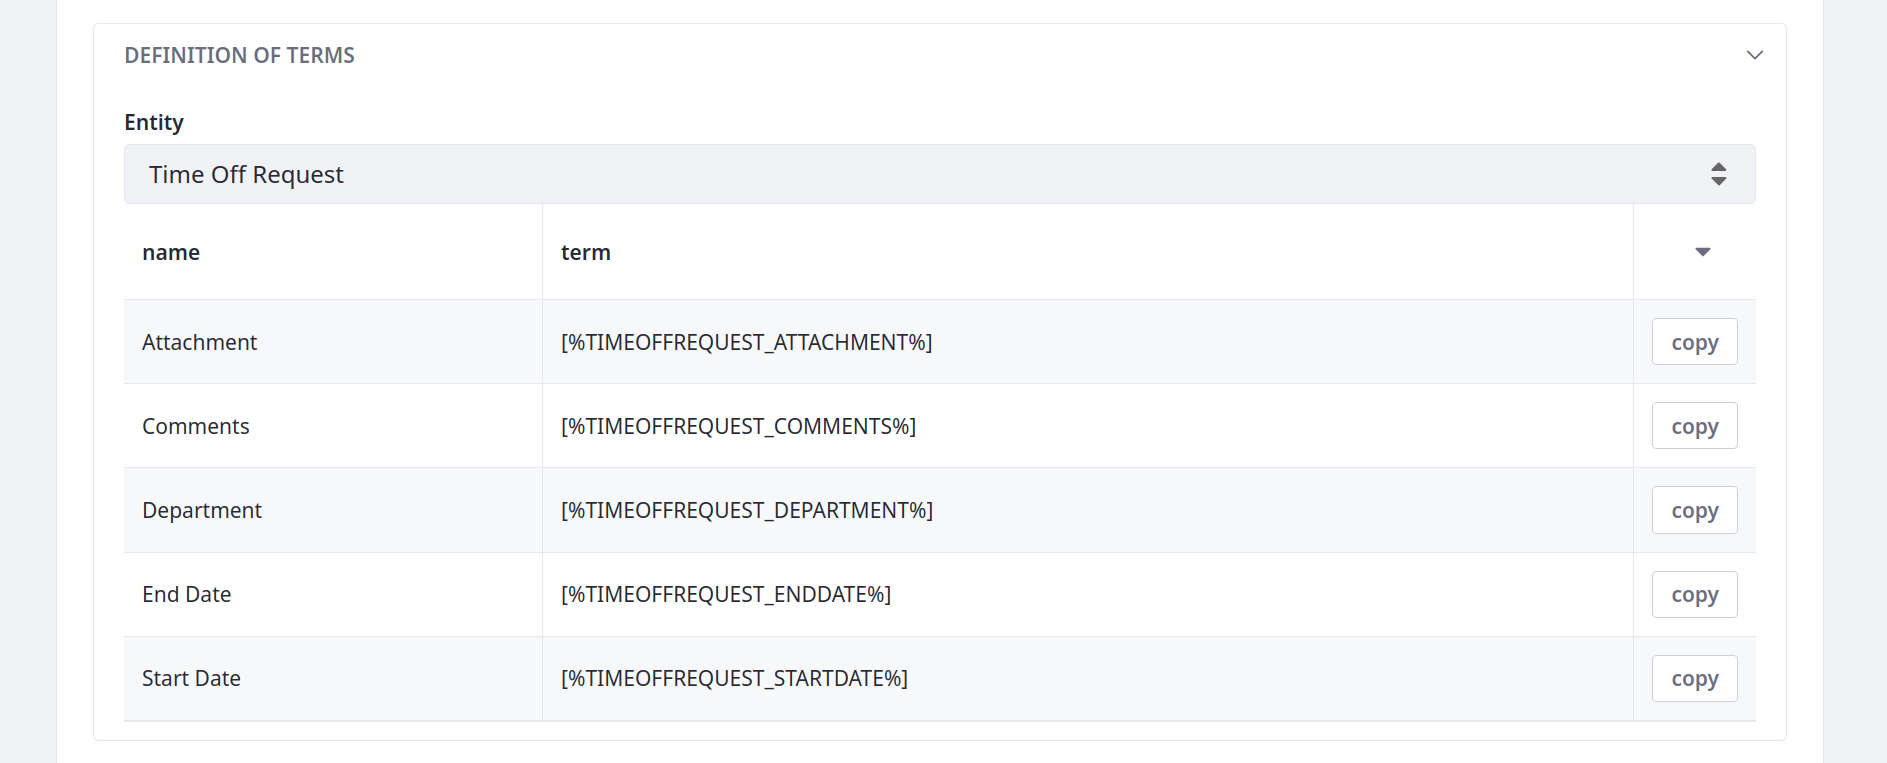 DEFINITION OF TERMS
Entity
Time Off Request
name term
Attachment [%TIMEOFFREQUEST_ATTACHMENT%] copy
Comments [%TIMEOFFREQUEST_COMMENTS%] copy
Department [%TIMEOFFREQUEST_DEPARTMENT%] copy
End Date [%TIMEOFFREQUEST_ENDDATE%] copy
Start Date [%TIMEOFFREQUEST_STARTDATE%] copy